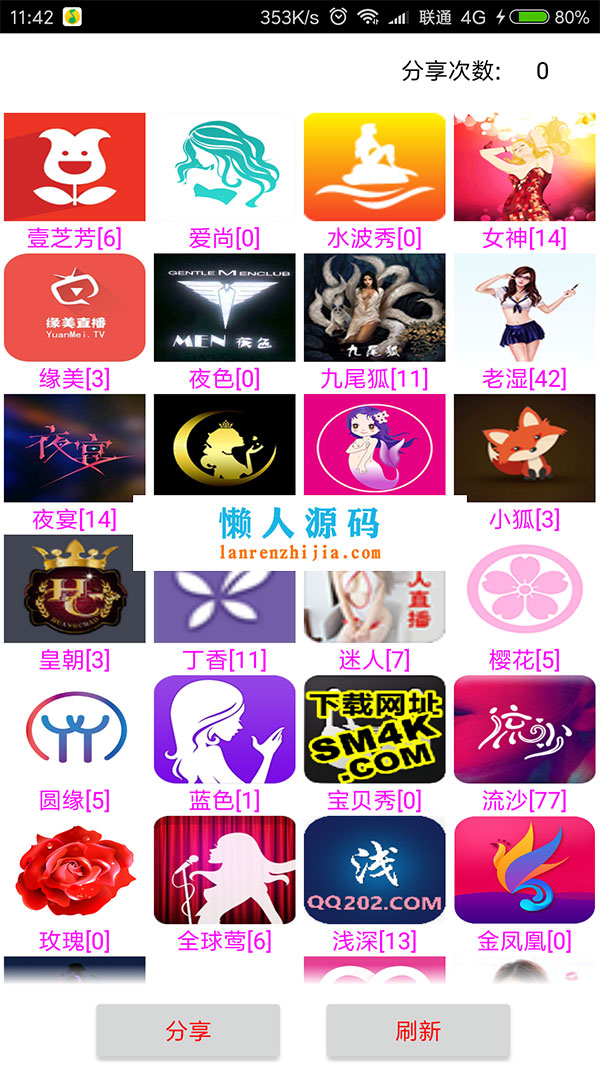 11:42 353K/s 联通 4G 80%
分享次数: 0
壹芝芳[6] 爱尚[0] 水波秀[0] 女神[14]
缘美直播
YuanMei.TV
GENTLE MENCLUB
MEN 夜色
九尾狐
缘美[3] 夜色[0] 九尾狐[11] 老湿[42]
夜宴
夜宴[14] 小狐[3]
懒人源码
lanrenzhijia.com
HC
HUANGCHAO
人直播
皇朝[3] 丁香[11] 迷人[7] 樱花[5]
下载网址
SM4K
.COM
流沙
圆缘[5] 蓝色[1] 宝贝秀[0] 流沙[77]
浅
QQ202.COM
玫瑰[0] 全球莺[6] 浅深[13] 金凤凰[0]
分享 刷新